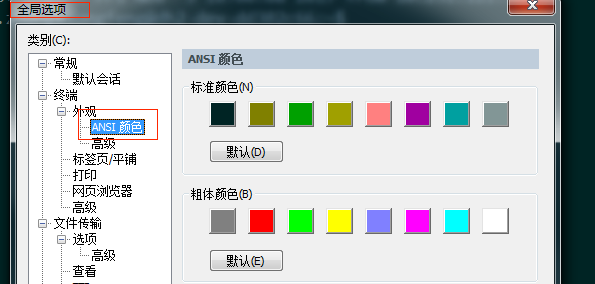 全局选项
类别(C):
常规
默认会话
终端
外观
ANSI 颜色
高级
标签页/平铺
打印
网页浏览器
高级
文件传输
选项
高级
查看
ANSI 颜色
标准颜色(N)
默认(D)
粗体颜色(B)
默认(E)